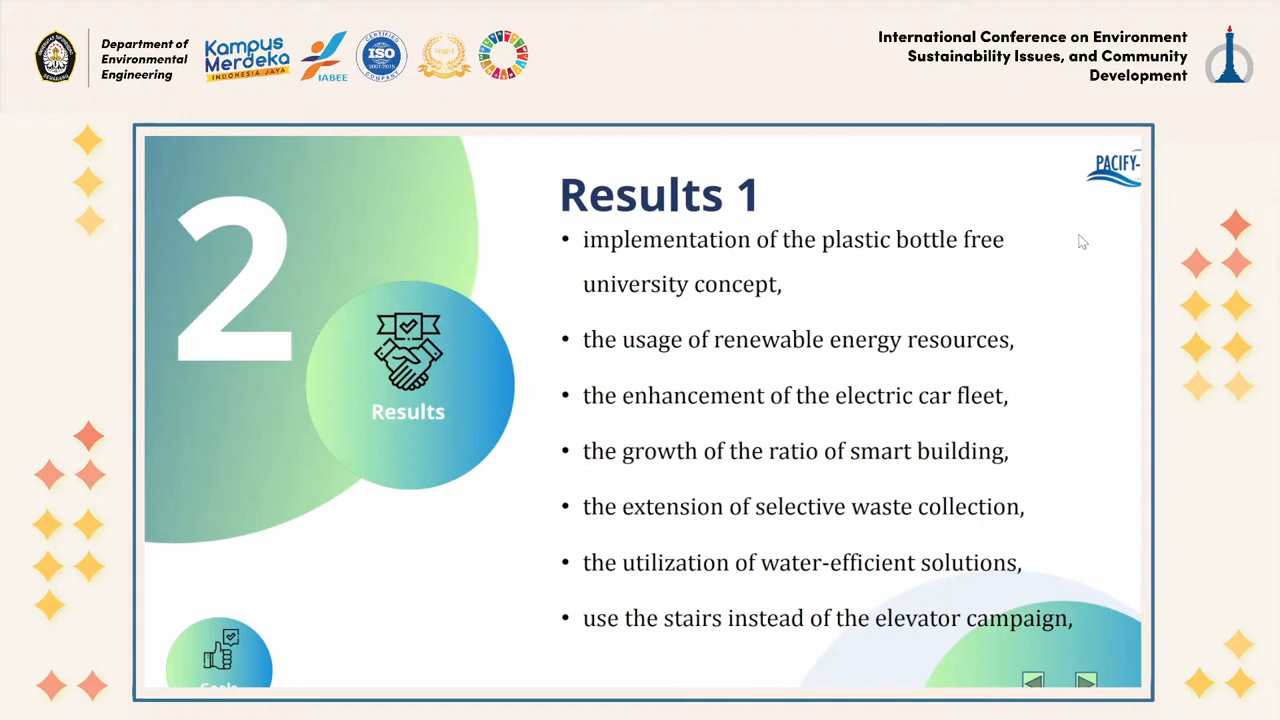 Department of
Environmental
Engineering
Kampus
Merdeka
INDONESIA JAYA
IABEE
CERTIFIED
ISO
9001:2015
COMPANY
International Conference on Environment
Sustainability Issues, and Community
Development
PACIFY-
2
Results
Results 1
• implementation of the plastic bottle free
university concept,
• the usage of renewable energy resources,
• the enhancement of the electric car fleet,
• the growth of the ratio of smart building,
• the extension of selective waste collection,
• the utilization of water-efficient solutions,
• use the stairs instead of the elevator campaign,